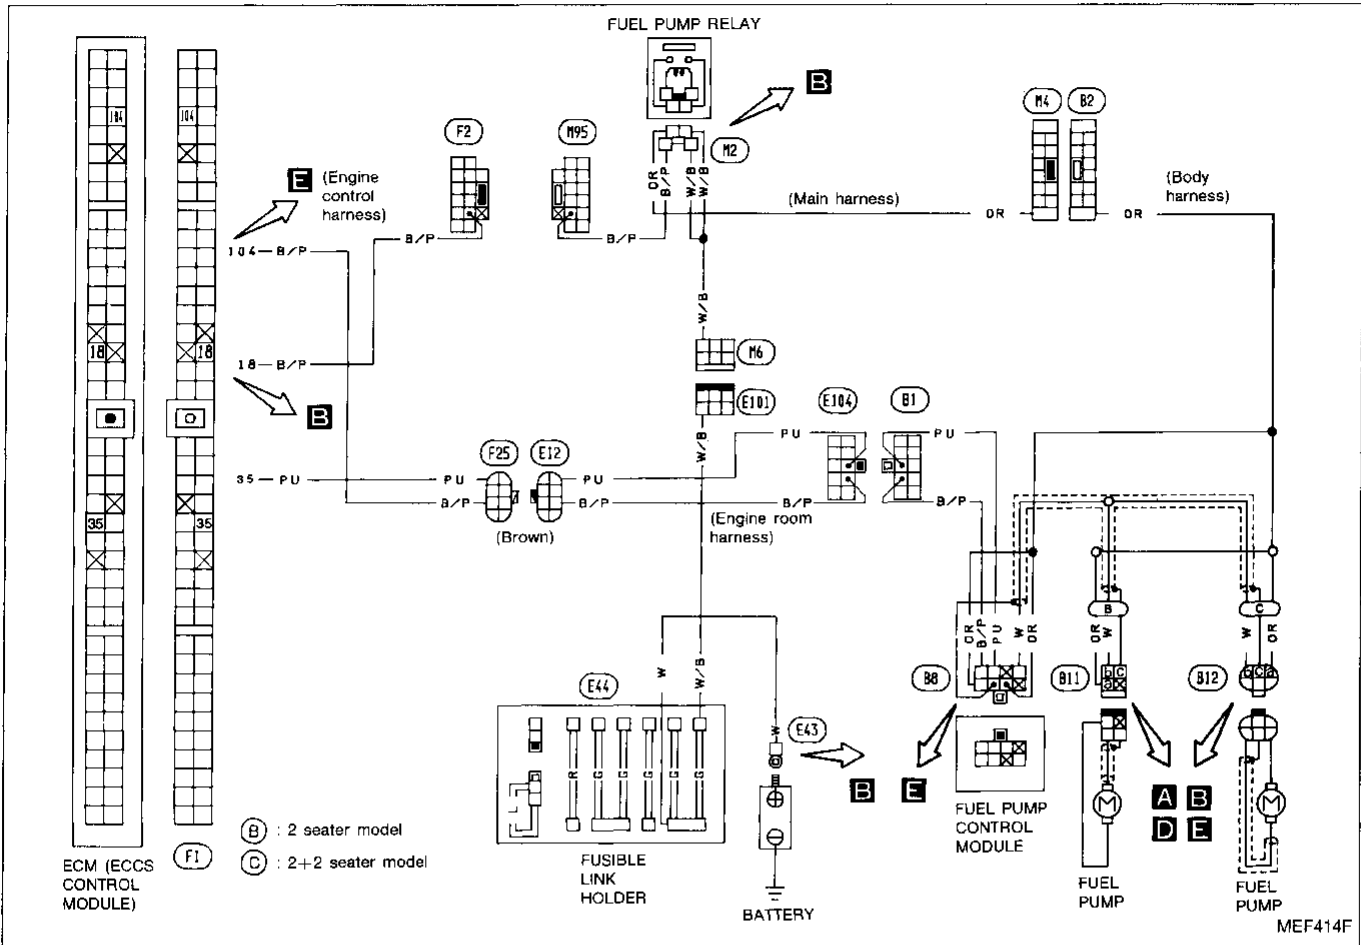 FUEL PUMP RELAY
B
M4
B2
104
104
F2
M95
M2
E
(Engine
control
harness)
OR
B/P
W/B
W/B
(Main harness)
(Body
harness)
OR
OR
104 B/P
B/P
B/P
W/B
18
18
18 B/P
M6
B
E101
E104
B1
W/B
PU
PU
F25
E12
35 PU
PU
PU
B/P
B/P
B/P
B/P
35
35
(Brown)
(Engine room
harness)
B
C
OR
B/P
PU
W
OR
OR
W
W
OR
W
W/B
E44
B8
B11
b
c
a
B12
b
c
a
W
E43
R
G
G
G
G
B
E
A
B
D
E
M
M
FUEL PUMP
CONTROL
MODULE
B : 2 seater model
C : 2+2 seater model
F1
ECM (ECCS
CONTROL
MODULE)
FUSIBLE
LINK
HOLDER
BATTERY
FUEL
PUMP
FUEL
PUMP
MEF414F